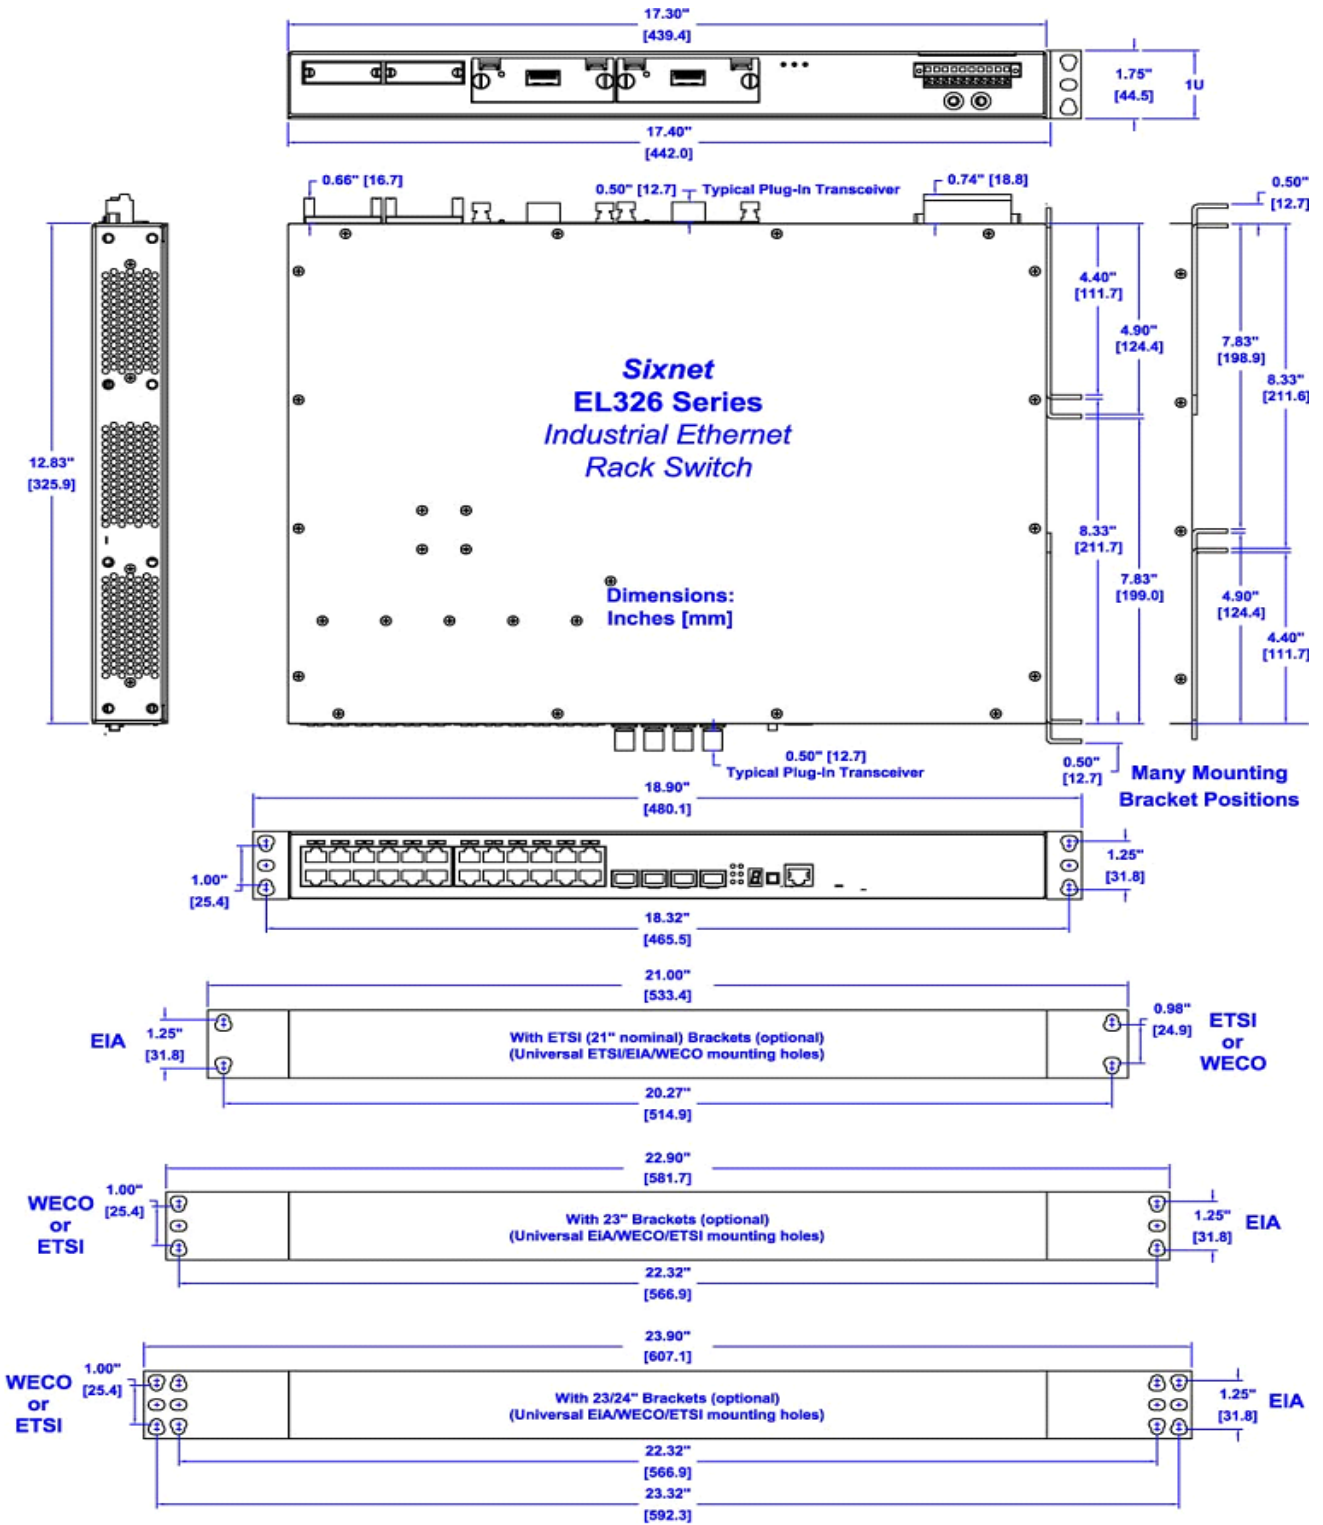 17.30"
[439.4]
1.75"
[44.5]
1U
17.40"
[442.0]
0.66" [16.7]
0.50" [12.7]
Typical Plug-In Transceiver
0.74" [18.8]
0.50"
[12.7]
4.40"
[111.7]
4.90"
[124.4]
7.83"
[198.9]
8.33"
[211.6]
Sixnet
EL326 Series
Industrial Ethernet
Rack Switch
12.83"
[325.9]
8.33"
[211.7]
7.83"
[199.0]
4.90"
[124.4]
4.40"
[111.7]
Dimensions:
Inches [mm]
0.50" [12.7]
Typical Plug-In Transceiver
0.50"
[12.7]
Many Mounting
Bracket Positions
18.90"
[480.1]
1.00"
[25.4]
1.25"
[31.8]
18.32"
[465.5]
21.00"
[533.4]
EIA
1.25"
[31.8]
With ETSI (21" nominal) Brackets (optional)
(Universal ETSI/EIA/WECO mounting holes)
0.98"
[24.9]
ETSI
or
WECO
20.27"
[514.9]
22.90"
[581.7]
WECO
or
ETSI
1.00"
[25.4]
With 23" Brackets (optional)
(Universal EiA/WECO/ETSI mounting holes)
1.25"
[31.8]
EIA
22.32"
[566.9]
23.90"
[607.1]
WECO
or
ETSI
1.00"
[25.4]
With 23/24" Brackets (optional)
(Universal EiA/WECO/ETSI mounting holes)
1.25"
[31.8]
EIA
22.32"
[566.9]
23.32"
[592.3]